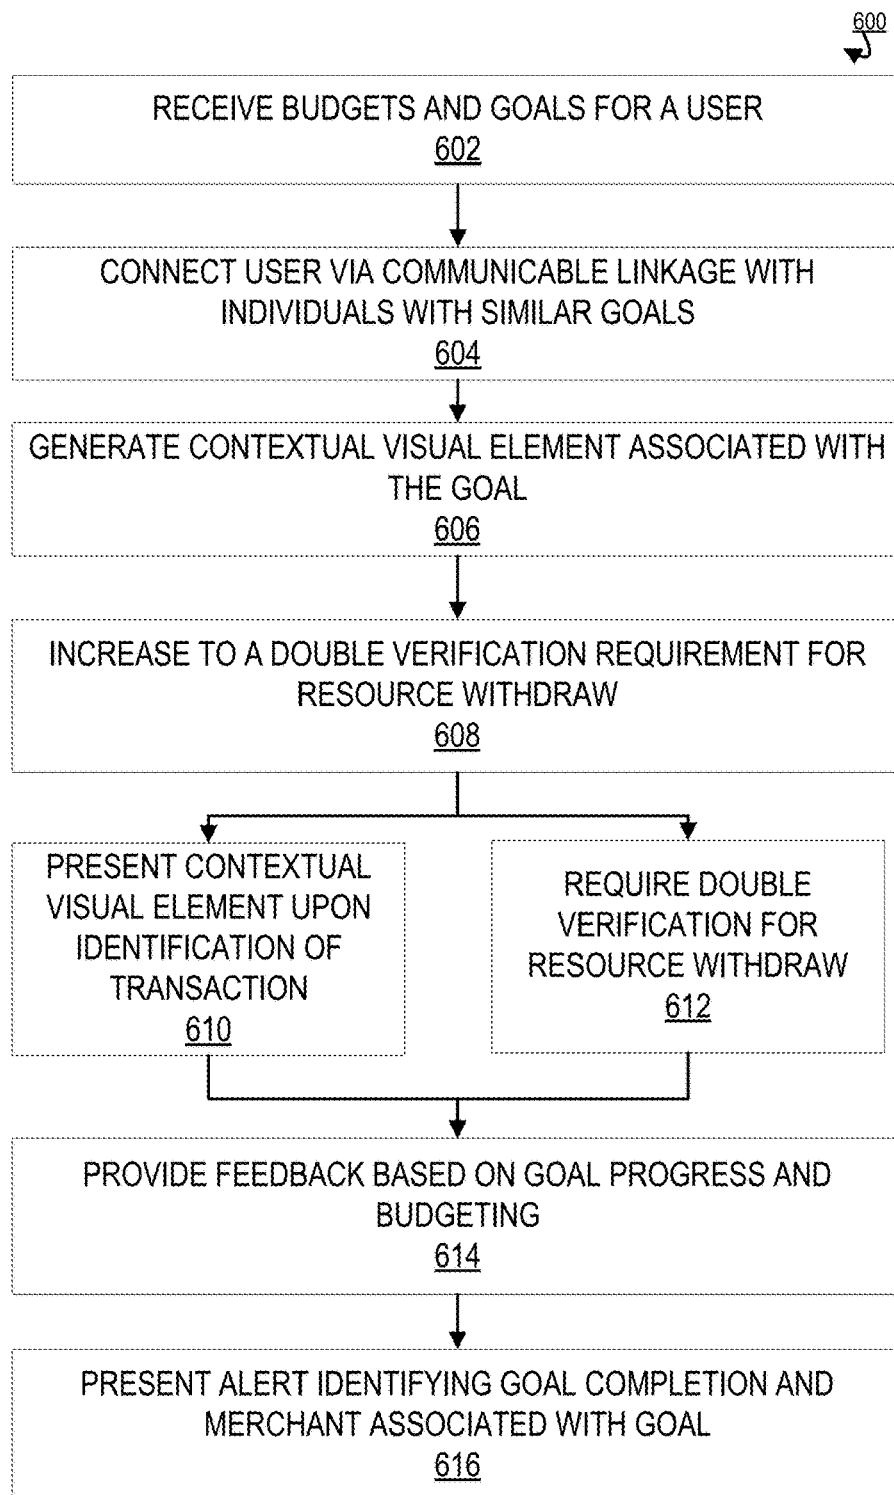 600
RECEIVE BUDGETS AND GOALS FOR A USER
602
CONNECT USER VIA COMMUNICABLE LINKAGE WITH
INDIVIDUALS WITH SIMILAR GOALS
604
GENERATE CONTEXTUAL VISUAL ELEMENT ASSOCIATED WITH
THE GOAL
606
INCREASE TO A DOUBLE VERIFICATION REQUIREMENT FOR
RESOURCE WITHDRAW
608
PRESENT CONTEXTUAL
VISUAL ELEMENT UPON
IDENTIFICATION OF
TRANSACTION
610
REQUIRE DOUBLE
VERIFICATION FOR
RESOURCE WITHDRAW
612
PROVIDE FEEDBACK BASED ON GOAL PROGRESS AND
BUDGETING
614
PRESENT ALERT IDENTIFYING GOAL COMPLETION AND
MERCHANT ASSOCIATED WITH GOAL
616